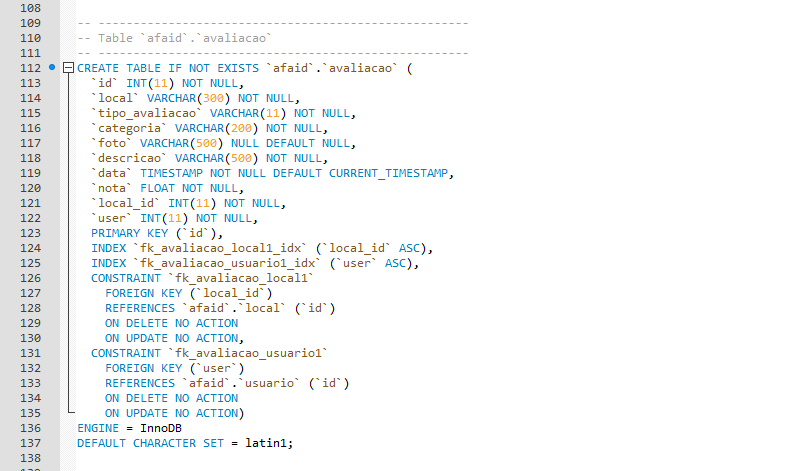 108
109 -- -----------------------------------------------------
110 -- Table `afaid`.`avaliacao`
111 -- -----------------------------------------------------
112 CREATE TABLE IF NOT EXISTS `afaid`.`avaliacao` (
113 `id` INT(11) NOT NULL,
114 `local` VARCHAR(300) NOT NULL,
115 `tipo_avaliacao` VARCHAR(11) NOT NULL,
116 `categoria` VARCHAR(200) NOT NULL,
117 `foto` VARCHAR(500) NULL DEFAULT NULL,
118 `descricao` VARCHAR(500) NOT NULL,
119 `data` TIMESTAMP NOT NULL DEFAULT CURRENT_TIMESTAMP,
120 `nota` FLOAT NOT NULL,
121 `local_id` INT(11) NOT NULL,
122 `user` INT(11) NOT NULL,
123 PRIMARY KEY (`id`),
124 INDEX `fk_avaliacao_local1_idx` (`local_id` ASC),
125 INDEX `fk_avaliacao_usuario1_idx` (`user` ASC),
126 CONSTRAINT `fk_avaliacao_local1`
127 FOREIGN KEY (`local_id`)
128 REFERENCES `afaid`.`local` (`id`)
129 ON DELETE NO ACTION
130 ON UPDATE NO ACTION,
131 CONSTRAINT `fk_avaliacao_usuario1`
132 FOREIGN KEY (`user`)
133 REFERENCES `afaid`.`usuario` (`id`)
134 ON DELETE NO ACTION
135 ON UPDATE NO ACTION)
136 ENGINE = InnoDB
137 DEFAULT CHARACTER SET = latin1;
138